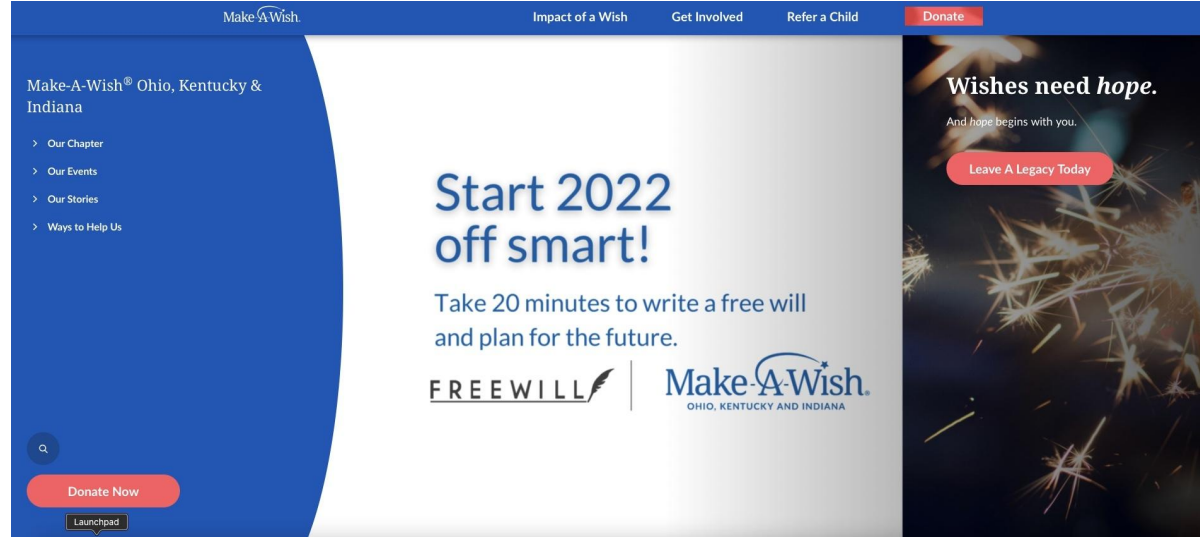 Make-A-Wish.
Impact of a Wish
Get Involved
Refer a Child
Donate
Make-A-Wish® Ohio, Kentucky &
Indiana
> Our Chapter
> Our Events
> Our Stories
> Ways to Help Us
Donate Now
Launchpad
Start 2022
off smart!
Take 20 minutes to write a free will
and plan for the future.
FREEWILL
Make-A-Wish®
OHIO, KENTUCKY AND INDIANA
Wishes need hope.
And hope begins with you.
Leave A Legacy Today